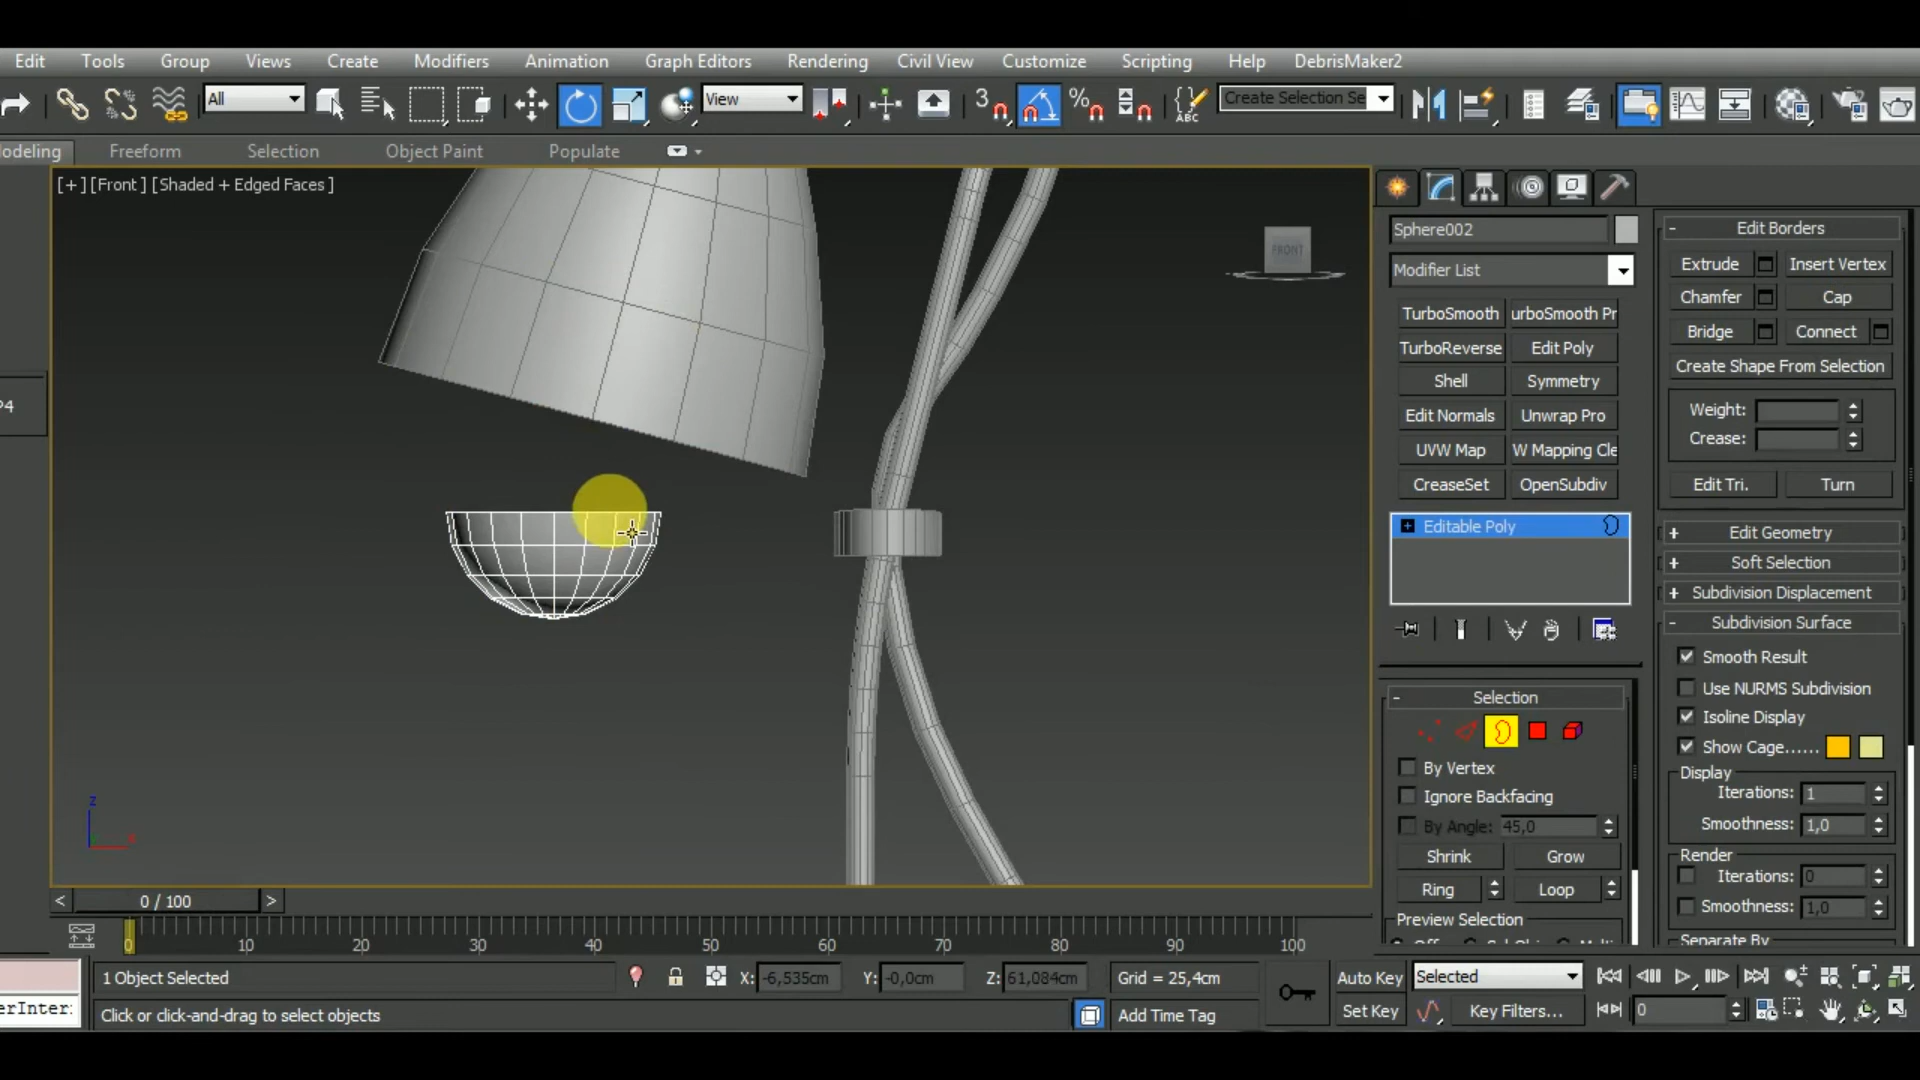 Edit Tools Group Views Create Modifiers Animation Graph Editors Rendering Civil View Customize Scripting Help DebrisMaker2
All View 3 % ABC Create Selection Se
odeling Freeform Selection Object Paint Populate
[+] [Front ] [Shaded + Edged Faces ]
FRONT
Sphere002
Modifier List
TurboSmooth urboSmooth Pr
TurboReverse Edit Poly
Shell Symmetry
Edit Normals Unwrap Pro
UVW Map W Mapping Cle
CreaseSet OpenSubdiv
Editable Poly
Selection
By Vertex
Ignore Backfacing
By Angle: 45,0
Shrink Grow
Ring Loop
Preview Selection
Edit Borders
Extrude Insert Vertex
Chamfer Cap
Bridge Connect
Create Shape From Selection
Weight:
Crease:
Edit Tri. Turn
Edit Geometry
Soft Selection
Subdivision Displacement
Subdivision Surface
Smooth Result
Use NURMS Subdivision
Isoline Display
Show Cage......
Display
Iterations: 1
Smoothness: 1,0
Render
Iterations: 0
Smoothness: 1,0
Separate By
P4
z
x
< 0 / 100 >
0 10 20 30 40 50 60 70 80 90 100
1 Object Selected X: -6,535cm Y: -0,0cm Z: 61,084cm Grid = 25,4cm Auto Key Selected
erInter: Click or click-and-drag to select objects Add Time Tag Set Key Key Filters... 0